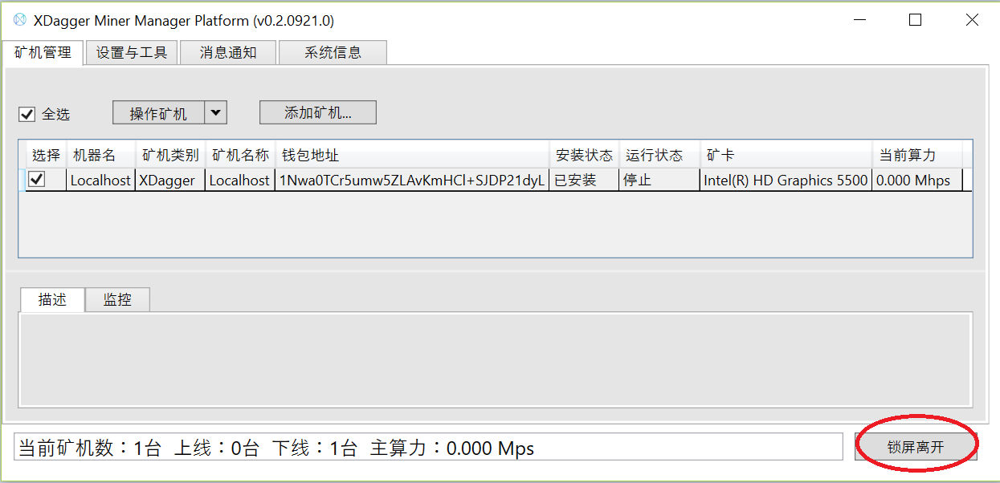 XDagger Miner Manager Platform (v0.2.0921.0)
矿机管理 设置与工具 消息通知 系统信息
全选 操作矿机 添加矿机...
选择 机器名 矿机类别 矿机名称 钱包地址 安装状态 运行状态 矿卡 当前算力
Localhost XDagger Localhost 1Nwa0TCr5umw5ZLAvKmHCl+SJDP21dyL 已安装 停止 Intel(R) HD Graphics 5500 0.000 Mhps
描述 监控
当前矿机数：1台 上线：0台 下线：1台 主算力：0.000 Mps 锁屏离开